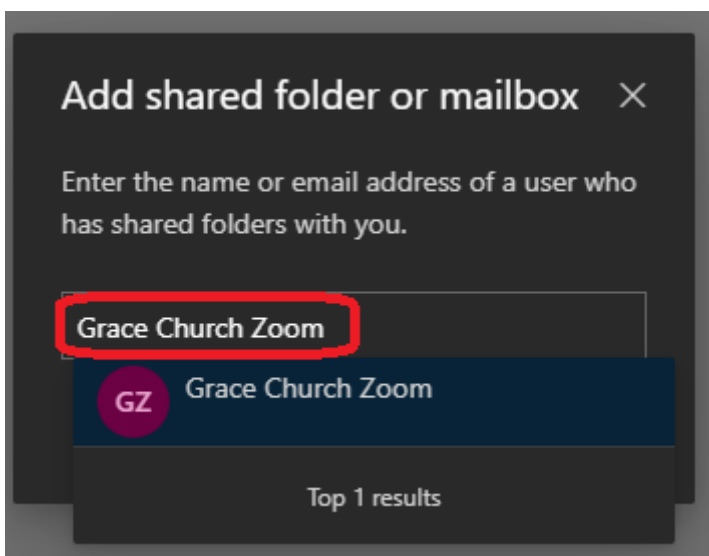 Add shared folder or mailbox
Enter the name or email address of a user who
has shared folders with you.
Grace Church Zoom
GZ
Grace Church Zoom
Top 1 results